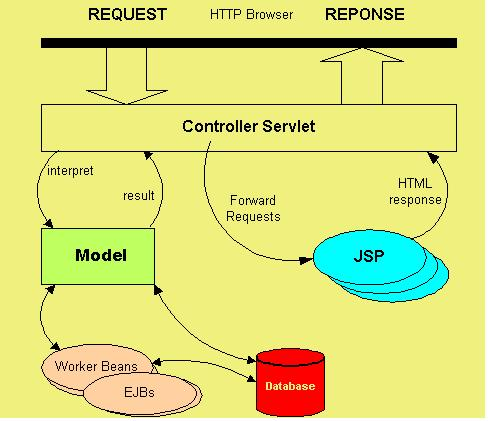 REQUEST
HTTP Browser
REPONSE
Controller Servlet
interpret
result
Forward
Requests
HTML
response
Model
JSP
Worker Beans
EJBs
Database